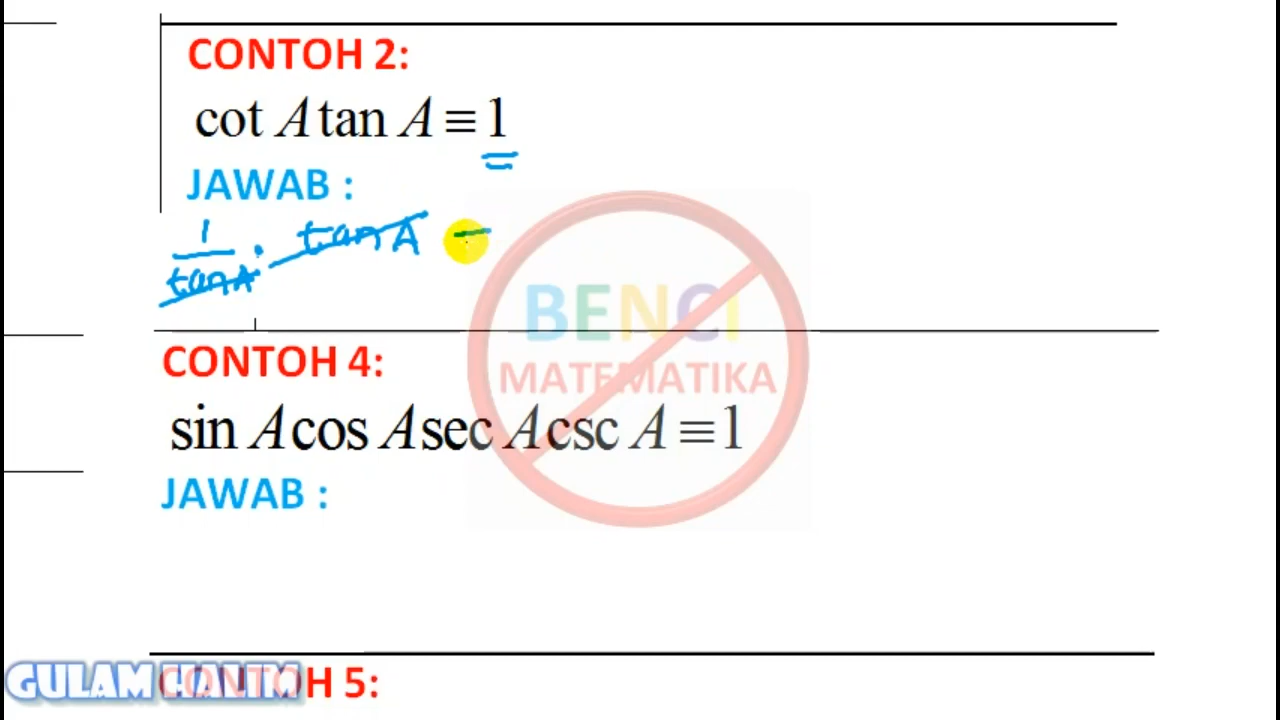 CONTOH 2:
cot A tan A ≡ 1
JAWAB :
1/tanA . tanA =
BENCI
MATEMATIKA
CONTOH 4:
sin A cos A sec A csc A ≡ 1
JAWAB :
GULAM HALIM
CONTOH 5: